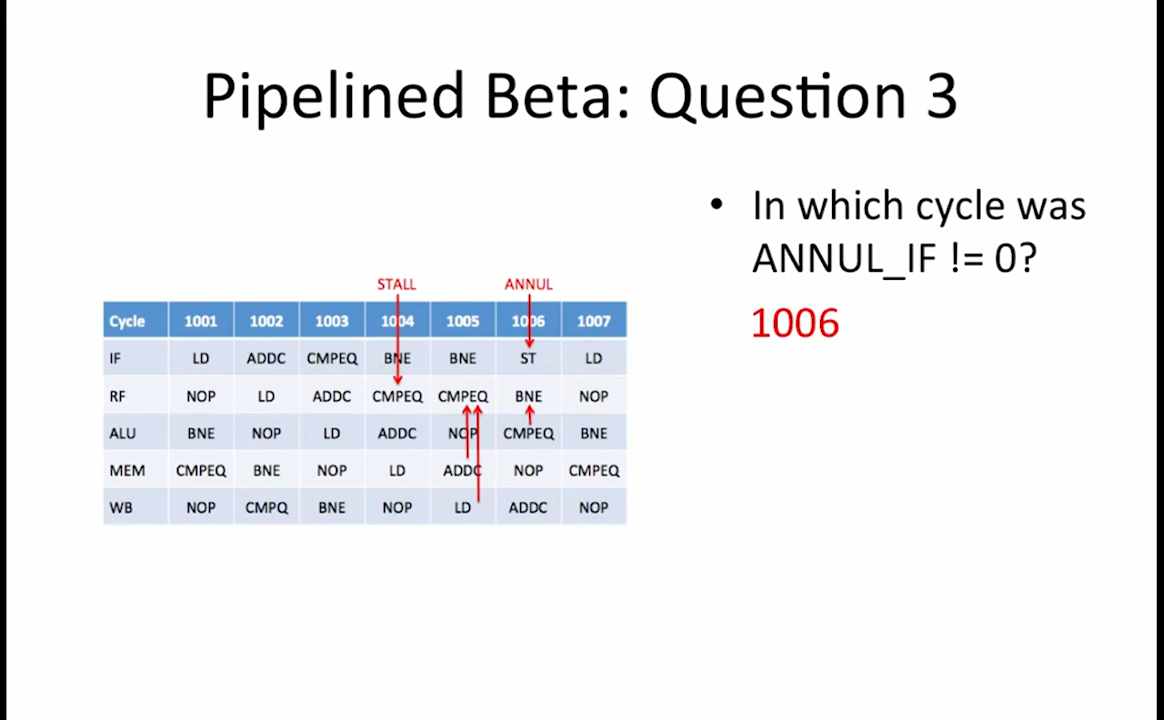 Pipelined Beta: Question 3
• In which cycle was
ANNUL_IF != 0?
1006
STALL ANNUL
Cycle 1001 1002 1003 1004 1005 1006 1007
IF LD ADDC CMPEQ BNE BNE ST LD
RF NOP LD ADDC CMPEQ CMPEQ BNE NOP
ALU BNE NOP LD ADDC NOP CMPEQ BNE
MEM CMPEQ BNE NOP LD ADDC NOP CMPEQ
WB NOP CMPQ BNE NOP LD ADDC NOP